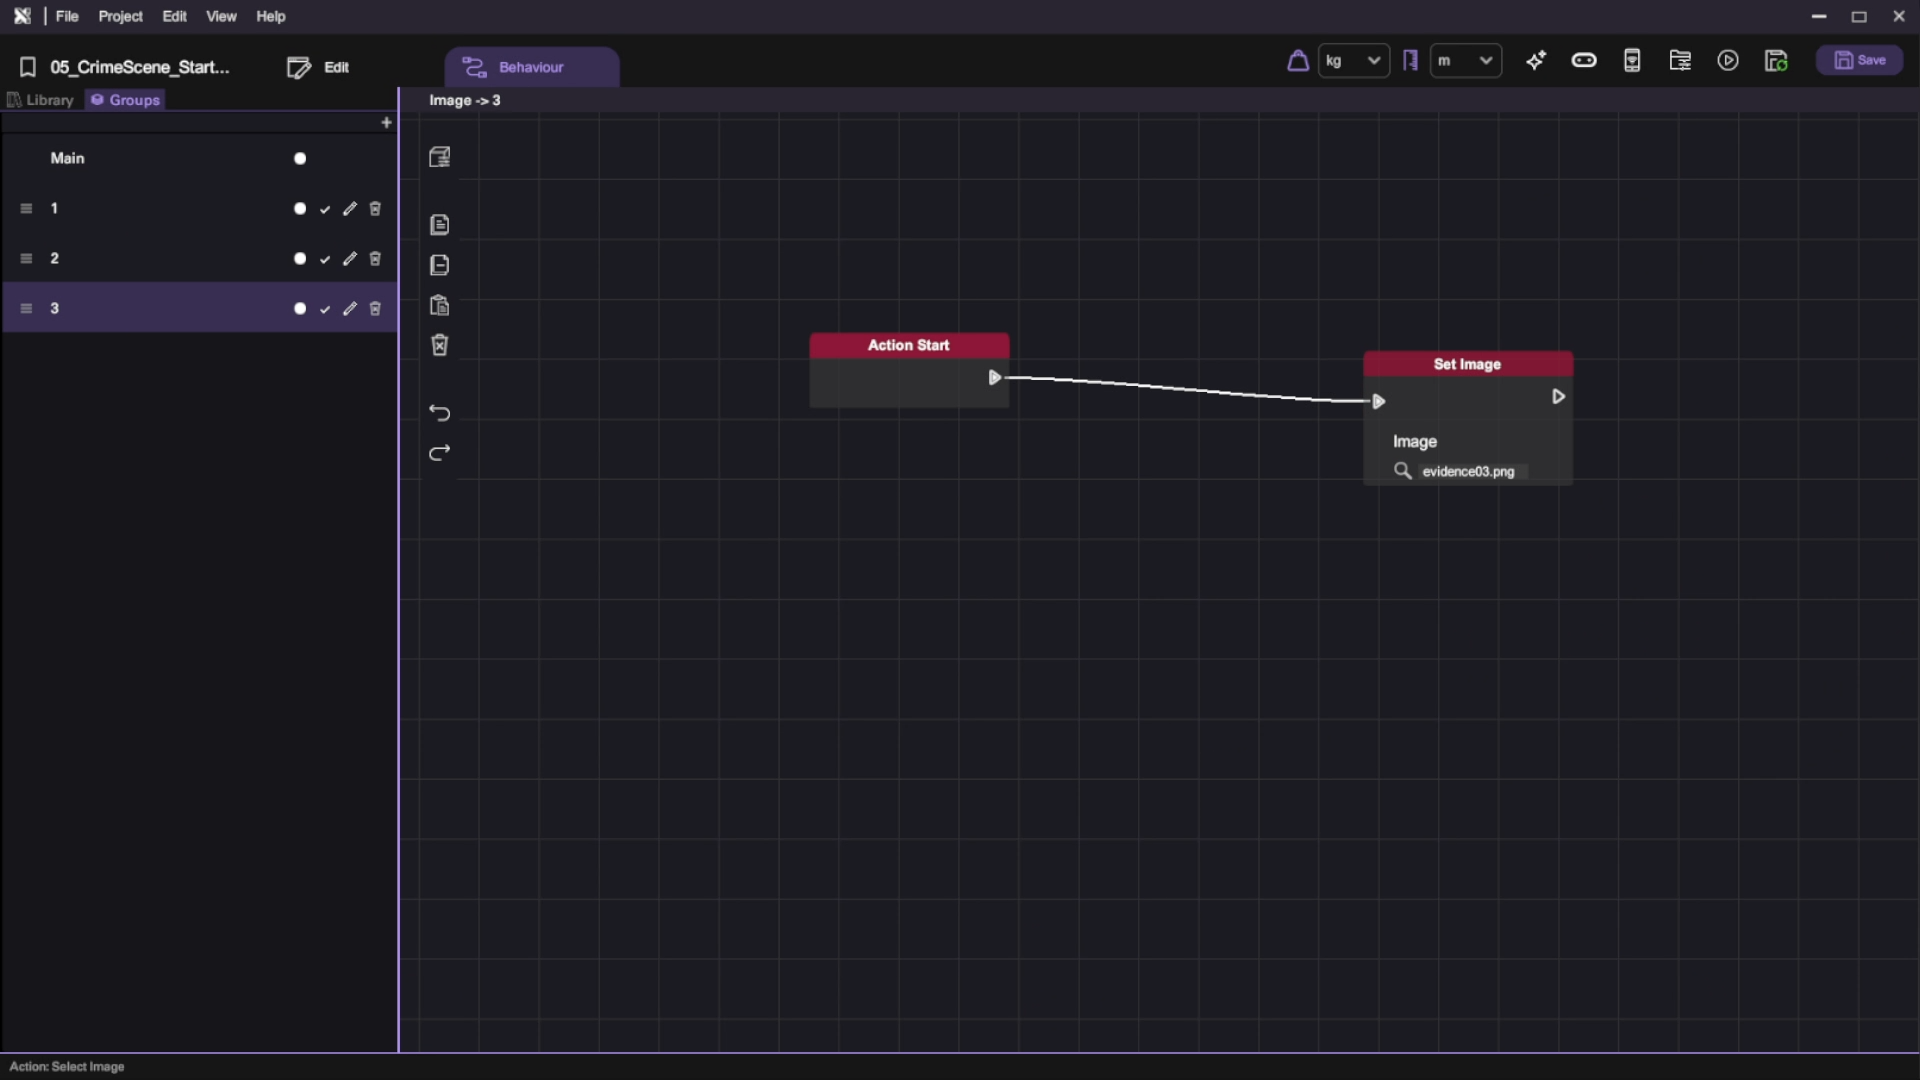 File Project Edit View Help
05_CrimeScene_Start... Edit Behaviour kg m Save
Library Groups
Image -> 3
+
Main
1
2
3
Action Start
Set Image
Image
evidence03.png
Action: Select Image